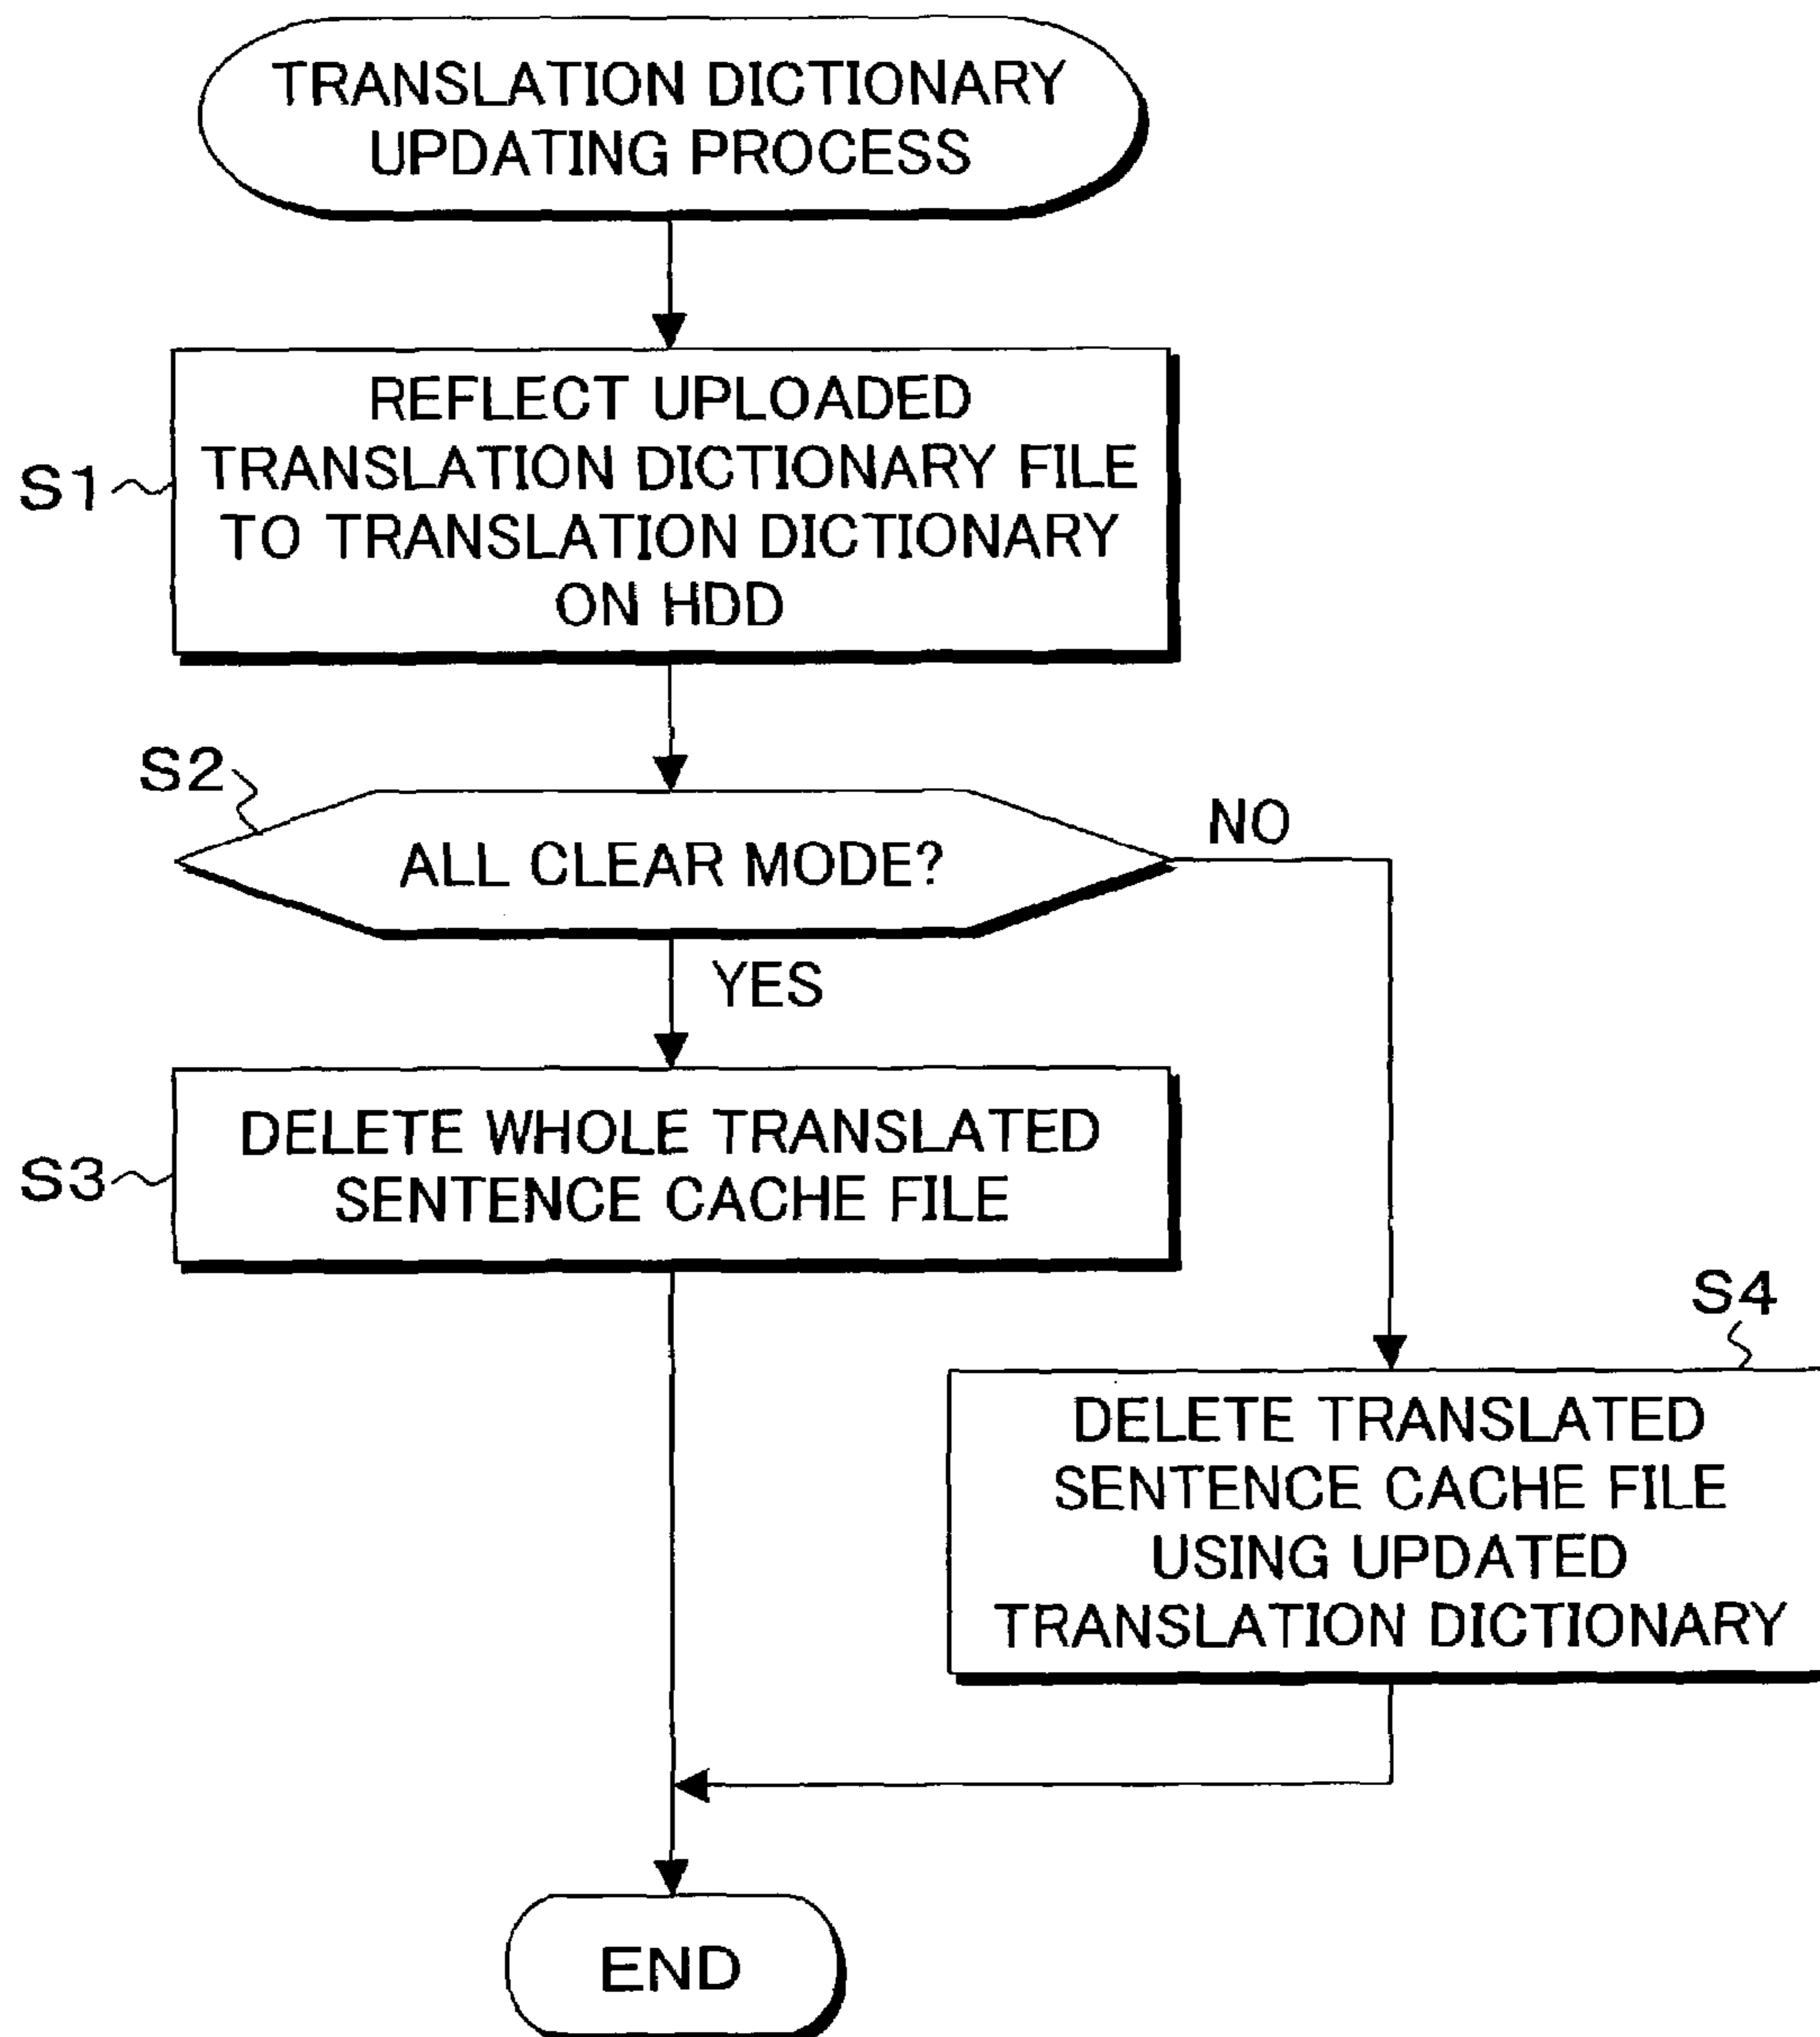 TRANSLATION DICTIONARY
UPDATING PROCESS
S1
REFLECT UPLOADED
TRANSLATION DICTIONARY FILE
TO TRANSLATION DICTIONARY
ON HDD
S2
ALL CLEAR MODE?
NO
YES
S3
DELETE WHOLE TRANSLATED
SENTENCE CACHE FILE
S4
DELETE TRANSLATED
SENTENCE CACHE FILE
USING UPDATED
TRANSLATION DICTIONARY
END